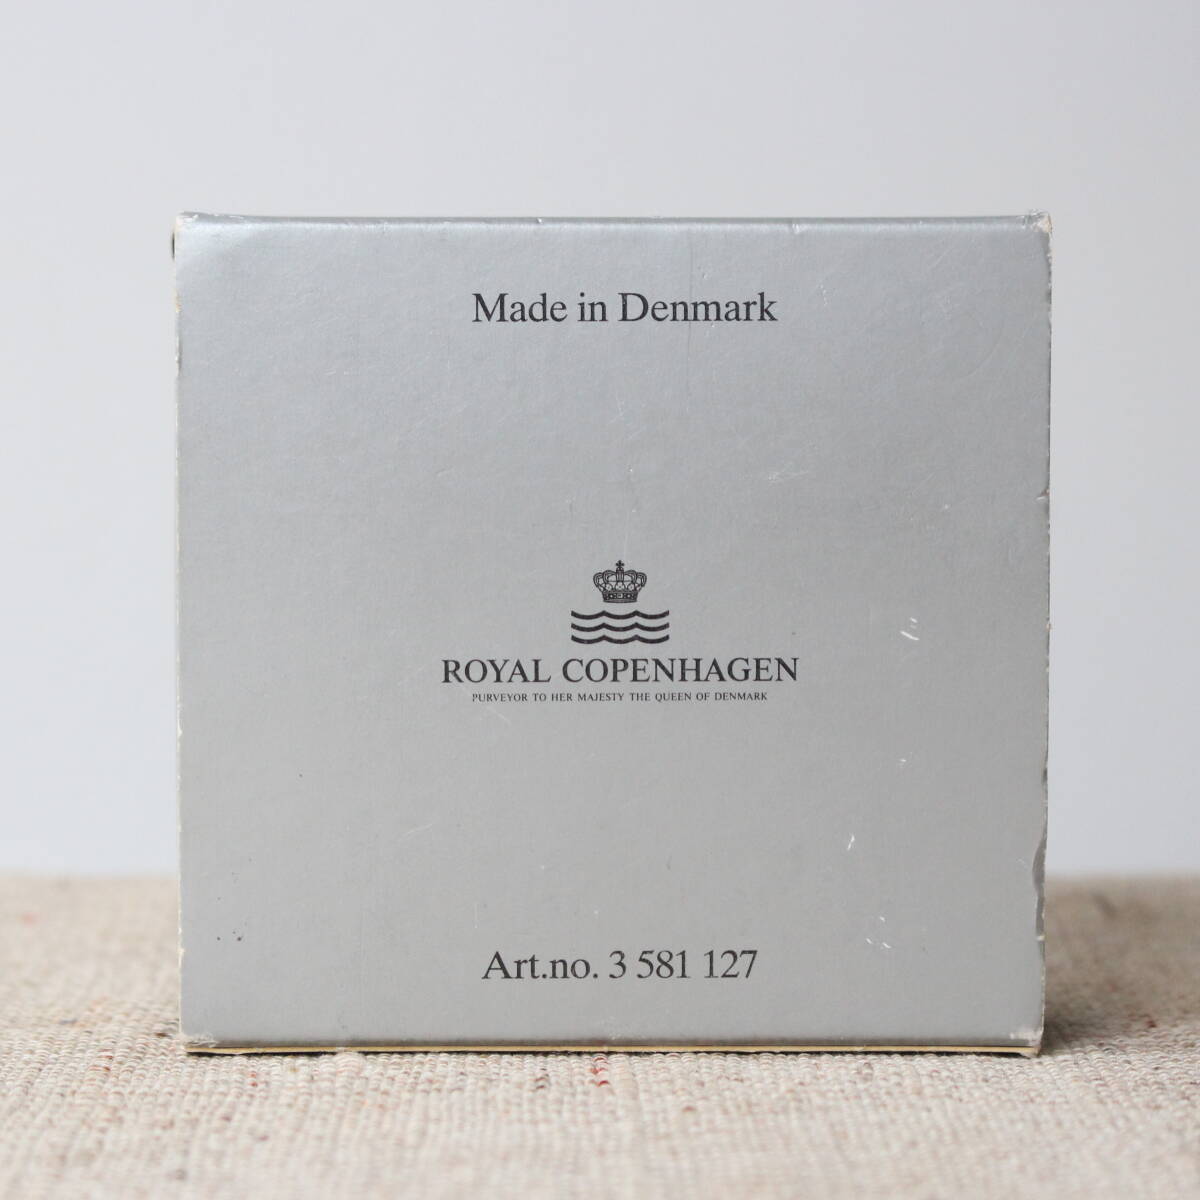 Made in Denmark
ROYAL COPENHAGEN
PURVEYOR TO HER MAJESTY THE QUEEN OF DENMARK
Art.no. 3 581 127